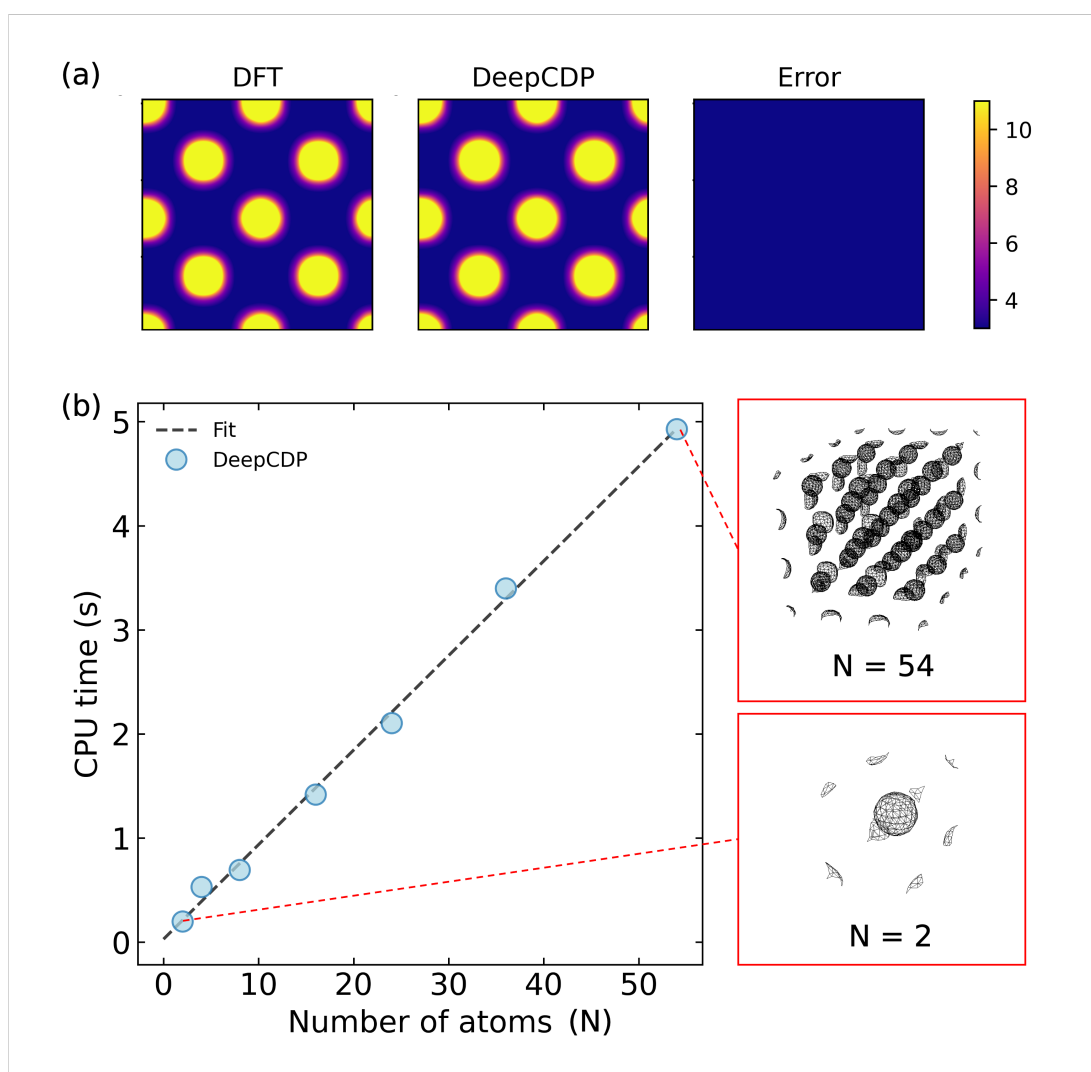 (a)
DFT DeepCDP Error
10
8
6
4
(b)
Fit
DeepCDP
5
4
3
2
1
0
CPU time (s)
0 10 20 30 40 50
Number of atoms (N)
N = 54
N = 2